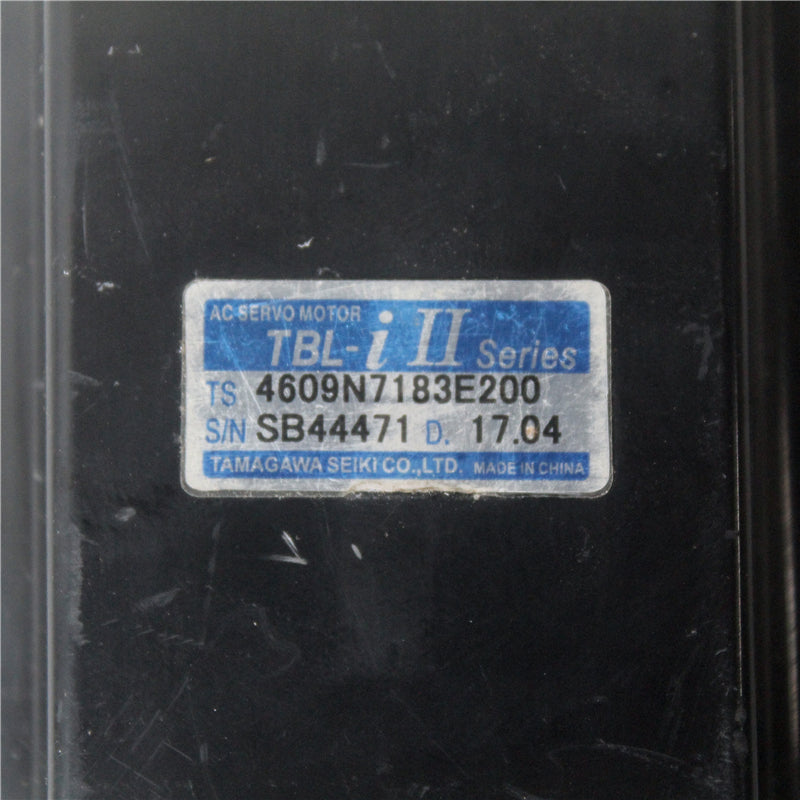 AC SERVO MOTOR
TBL-i II Series
TS 4609N7183E200
S/N SB44471 D. 17.04
TAMAGAWA SEIKI CO.,LTD. MADE IN CHINA